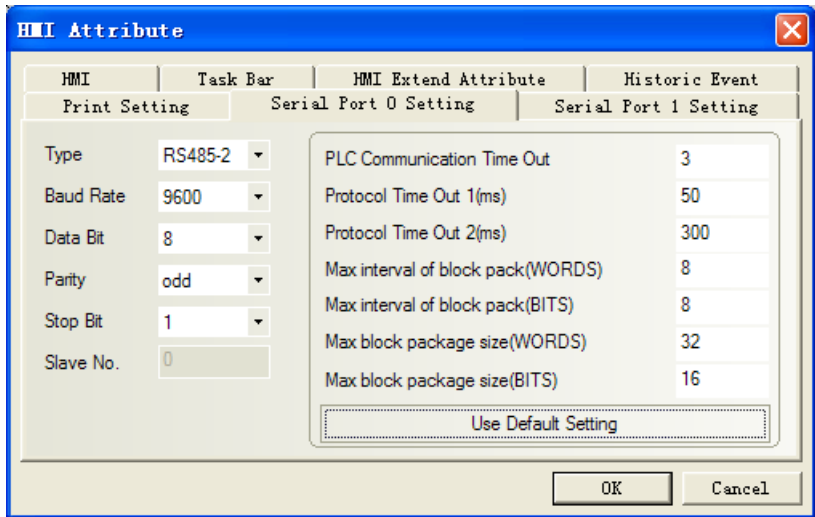 HMI Attribute
HMI Task Bar HMI Extend Attribute Historic Event
Print Setting Serial Port 0 Setting Serial Port 1 Setting
Type RS485-2
Baud Rate 9600
Data Bit 8
Parity odd
Stop Bit 1
Slave No. 0
PLC Communication Time Out 3
Protocol Time Out 1(ms) 50
Protocol Time Out 2(ms) 300
Max interval of block pack(WORDS) 8
Max interval of block pack(BITS) 8
Max block package size(WORDS) 32
Max block package size(BITS) 16
Use Default Setting
OK Cancel